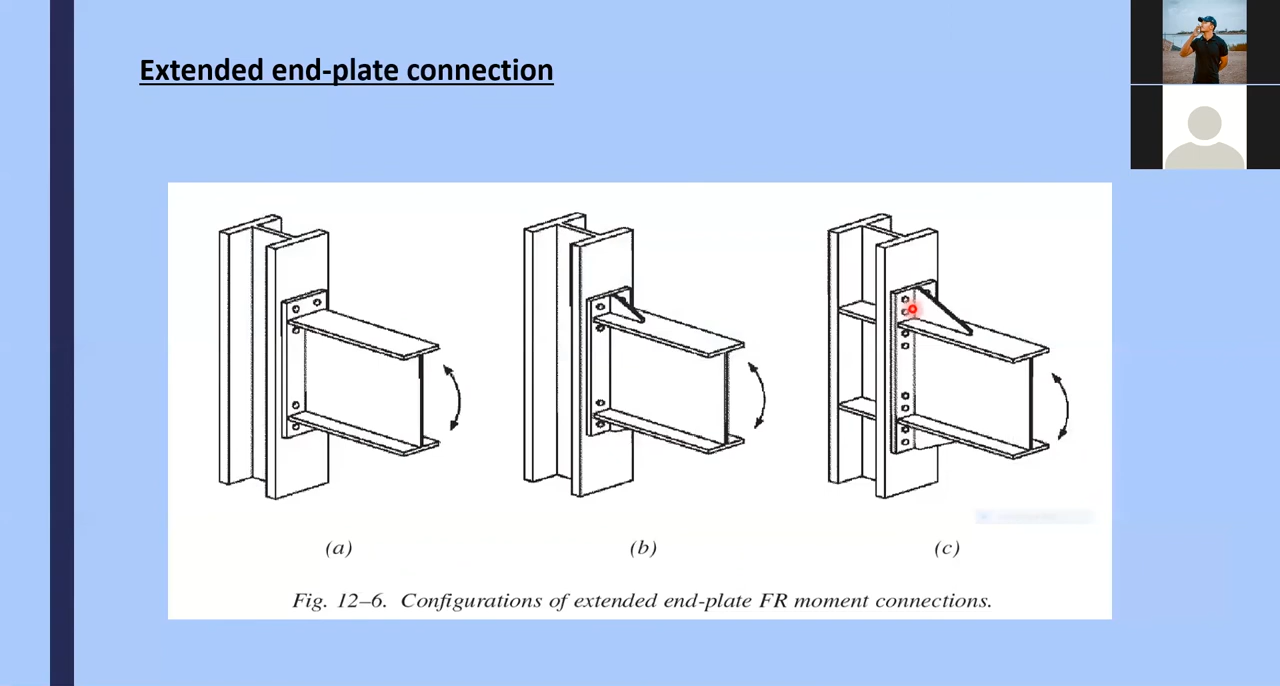 Extended end-plate connection
(a)
(b)
(c)
Fig. 12–6. Configurations of extended end-plate FR moment connections.